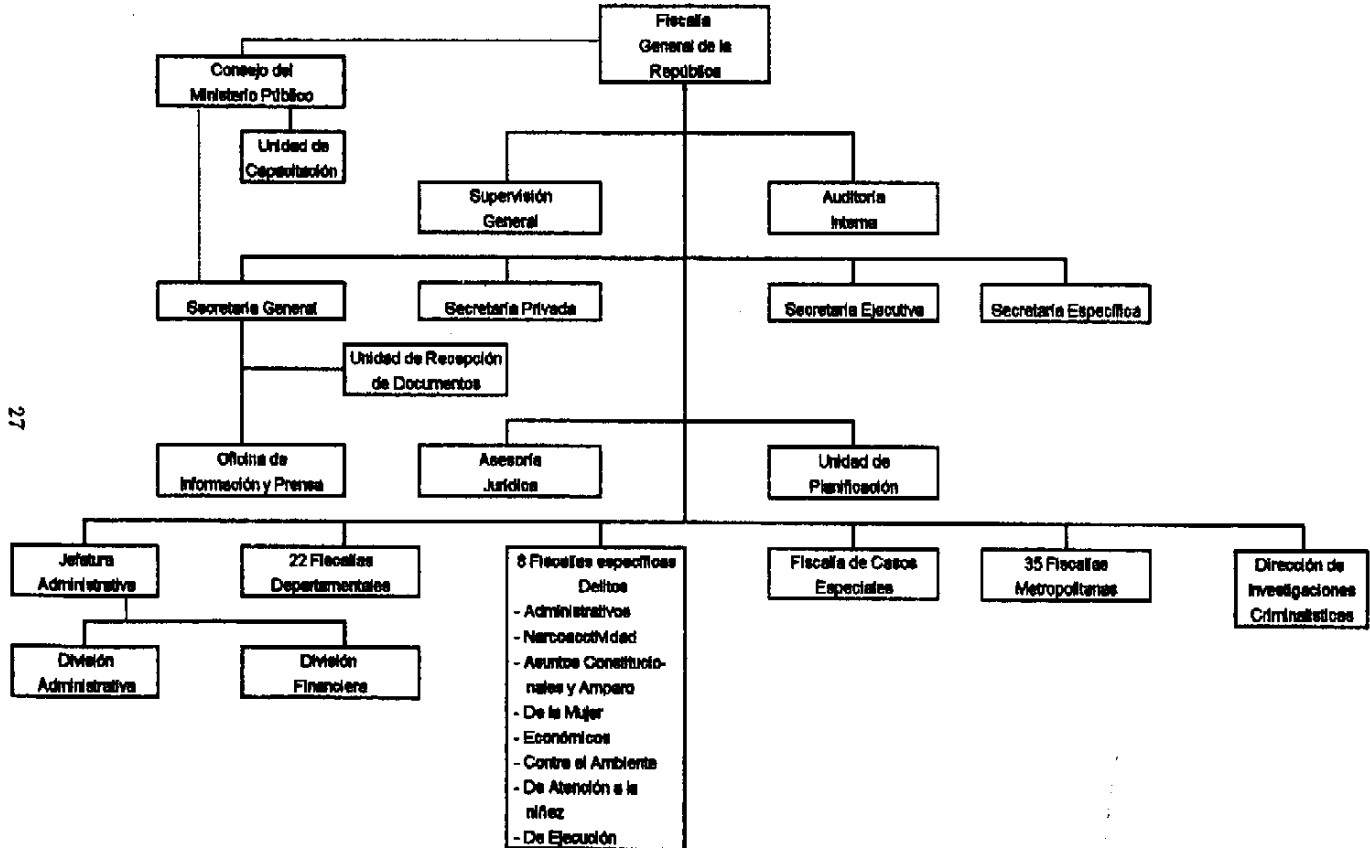 Fiscalía
General de la
República
Consejo del
Ministerio Público
Unidad de
Capacitación
Supervisión
General
Auditoría
Interna
Secretaría General
Secretaría Privada
Secretaría Ejecutiva
Secretaría Específica
Unidad de Recepción
de Documentos
27
Oficina de
Información y Prensa
Asesoría
Jurídica
Unidad de
Planificación
Jefatura
Administrativa
22 Fiscalías
Departamentales
8 Fiscalías específicas
Delitos
- Administrativos
- Narcoactividad
- Asuntos Constitucio-
nales y Amparo
- De la Mujer
- Económicos
- Contra el Ambiente
- De Atención a la
niñez
- De Ejecución
Fiscalía de Casos
Especiales
35 Fiscalías
Metropolitanas
Dirección de
Investigaciones
Criminalísticas
División
Administrativa
División
Financiera